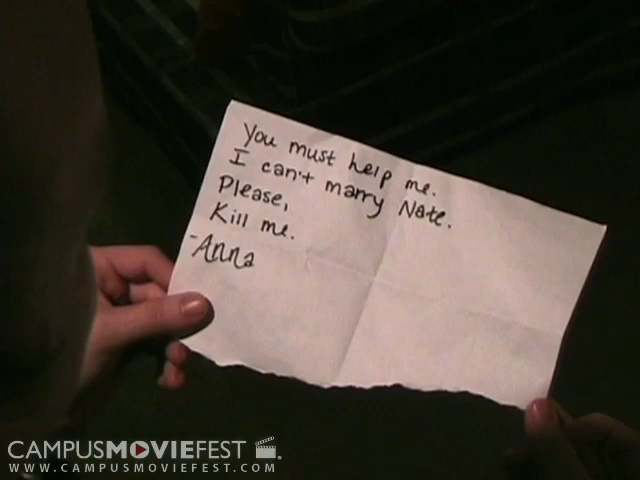 You must help me.
I can't marry Nate.
Please,
Kill me.
-Anna
CAMPUSMOVIEFEST.
WWW.CAMPUSMOVIEFEST.COM